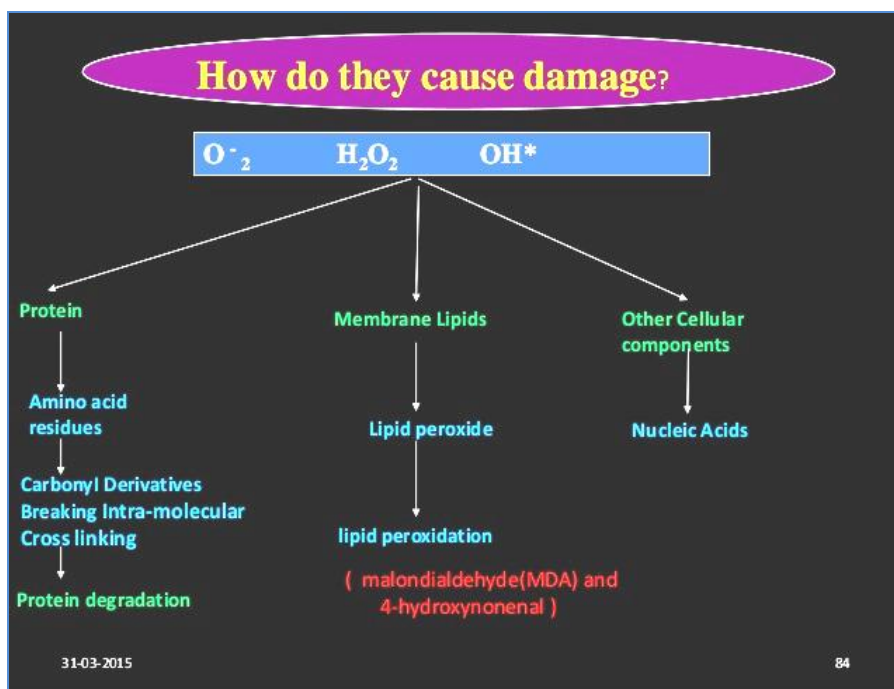 How do they cause damage?
O⁻₂ H₂O₂ OH*
Protein
Membrane Lipids
Other Cellular
components
Amino acid
residues
Lipid peroxide
Nucleic Acids
Carbonyl Derivatives
Breaking Intra-molecular
Cross linking
lipid peroxidation
Protein degradation
( malondialdehyde(MDA) and
4-hydroxynonenal )
31-03-2015
84